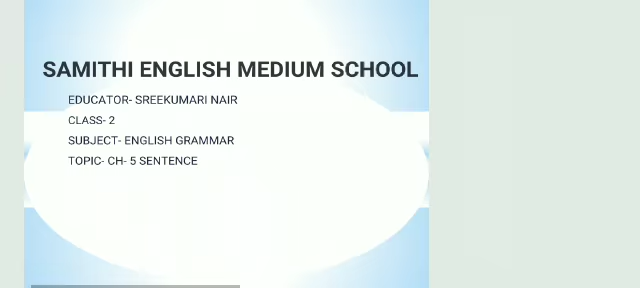 SAMITHI ENGLISH MEDIUM SCHOOL
EDUCATOR- SREEKUMARI NAIR
CLASS- 2
SUBJECT- ENGLISH GRAMMAR
TOPIC- CH- 5 SENTENCE